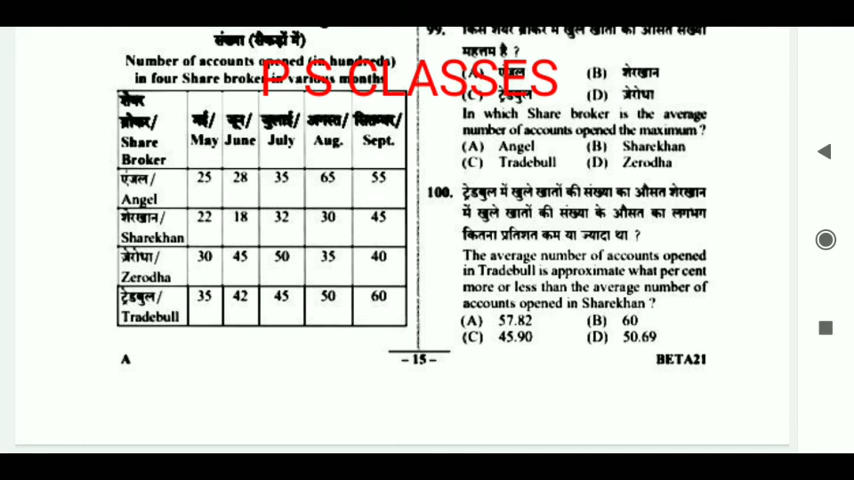 संख्या (सैकड़ों में)
Number of accounts opened (in hundreds)
in four Share broker in various months
P S CLASSES
शेयर ब्रोकर/ Share Broker | मई/ May | जून/ June | जुलाई/ July | अगस्त/ Aug. | सितम्बर/ Sept.
एंजल/ Angel | 25 | 28 | 35 | 65 | 55
शेरखान/ Sharekhan | 22 | 18 | 32 | 30 | 45
ज़ेरोधा/ Zerodha | 30 | 45 | 50 | 35 | 40
ट्रेडबुल/ Tradebull | 35 | 42 | 45 | 50 | 60
A
99. किस शेयर ब्रोकर में खुले खातों की औसत संख्या
महत्तम है ?
(A) एंजल (B) शेरखान
(C) ट्रेडबुल (D) ज़ेरोधा
In which Share broker is the average
number of accounts opened the maximum ?
(A) Angel (B) Sharekhan
(C) Tradebull (D) Zerodha
100. ट्रेडबुल में खुले खातों की संख्या का औसत शेरखान
में खुले खातों की संख्या के औसत का लगभग
कितना प्रतिशत कम या ज्यादा था ?
The average number of accounts opened
in Tradebull is approximate what per cent
more or less than the average number of
accounts opened in Sharekhan ?
(A) 57.82 (B) 60
(C) 45.90 (D) 50.69
– 15 –
BETA21